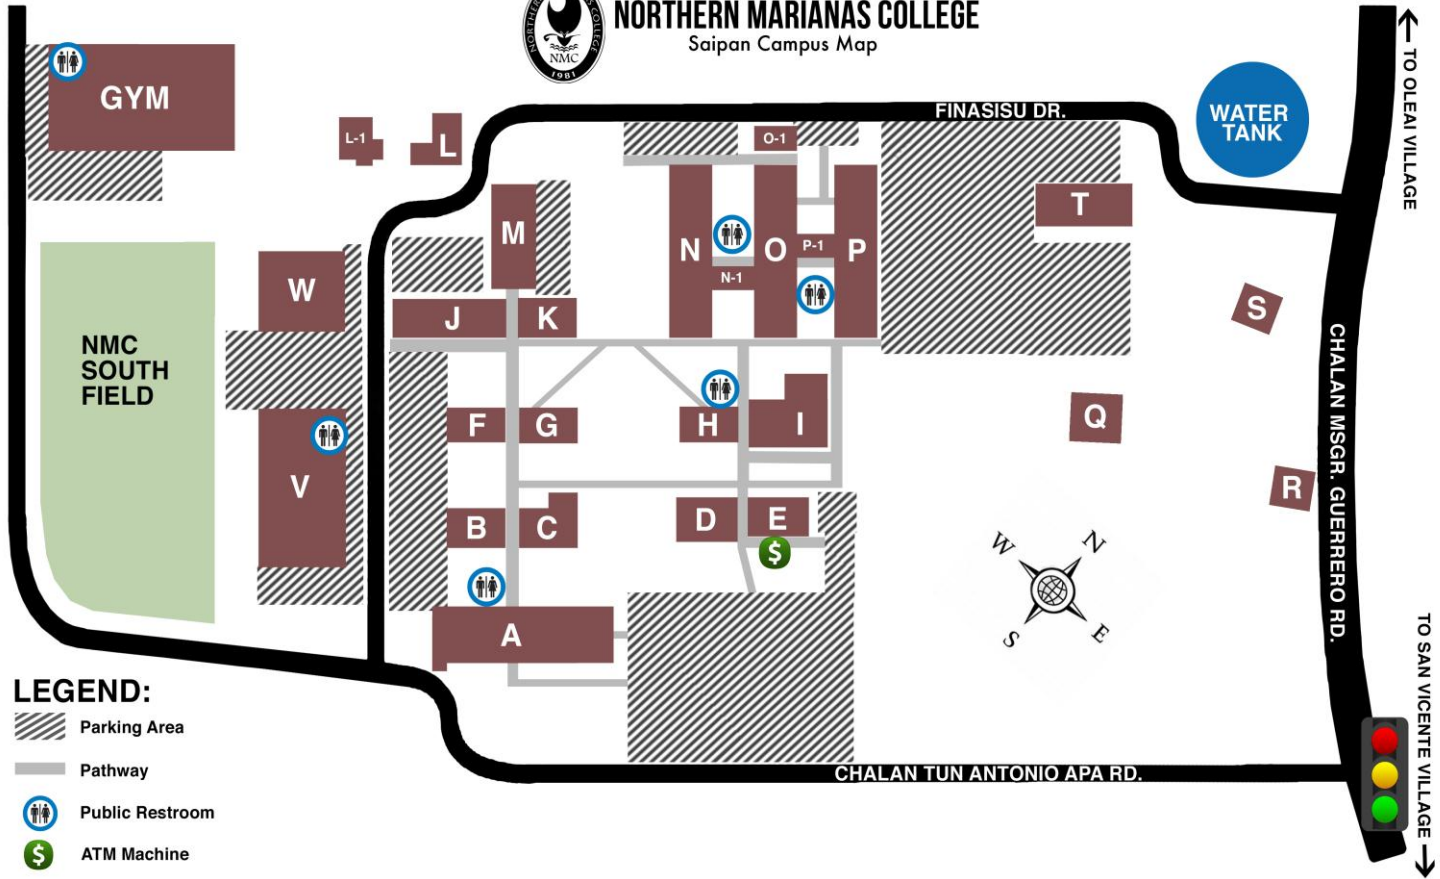 NORTHERN MARIANAS COLLEGE
Saipan Campus Map
NMC
1981
TO OLEAI VILLAGE
GYM
WATER
TANK
FINASISU DR.
L-1
L
O-1
T
M
N
O
P-1
P
N-1
W
S
J
K
NMC
SOUTH
FIELD
CHALAN MSGR. GUERRERO RD.
F
G
H
I
Q
V
R
B
C
D
E
$
W
N
S
E
A
TO SAN VICENTE VILLAGE
LEGEND:
Parking Area
Pathway
CHALAN TUN ANTONIO APA RD.
Public Restroom
$
ATM Machine